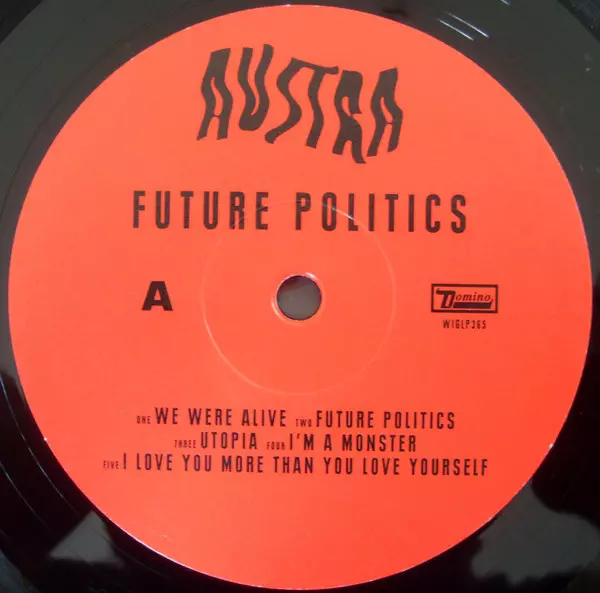 AUSTRA
FUTURE POLITICS
A
Domino
WIGLP365
ONE WE WERE ALIVE TWO FUTURE POLITICS
THREE UTOPIA FOUR I'M A MONSTER
FIVE I LOVE YOU MORE THAN YOU LOVE YOURSELF